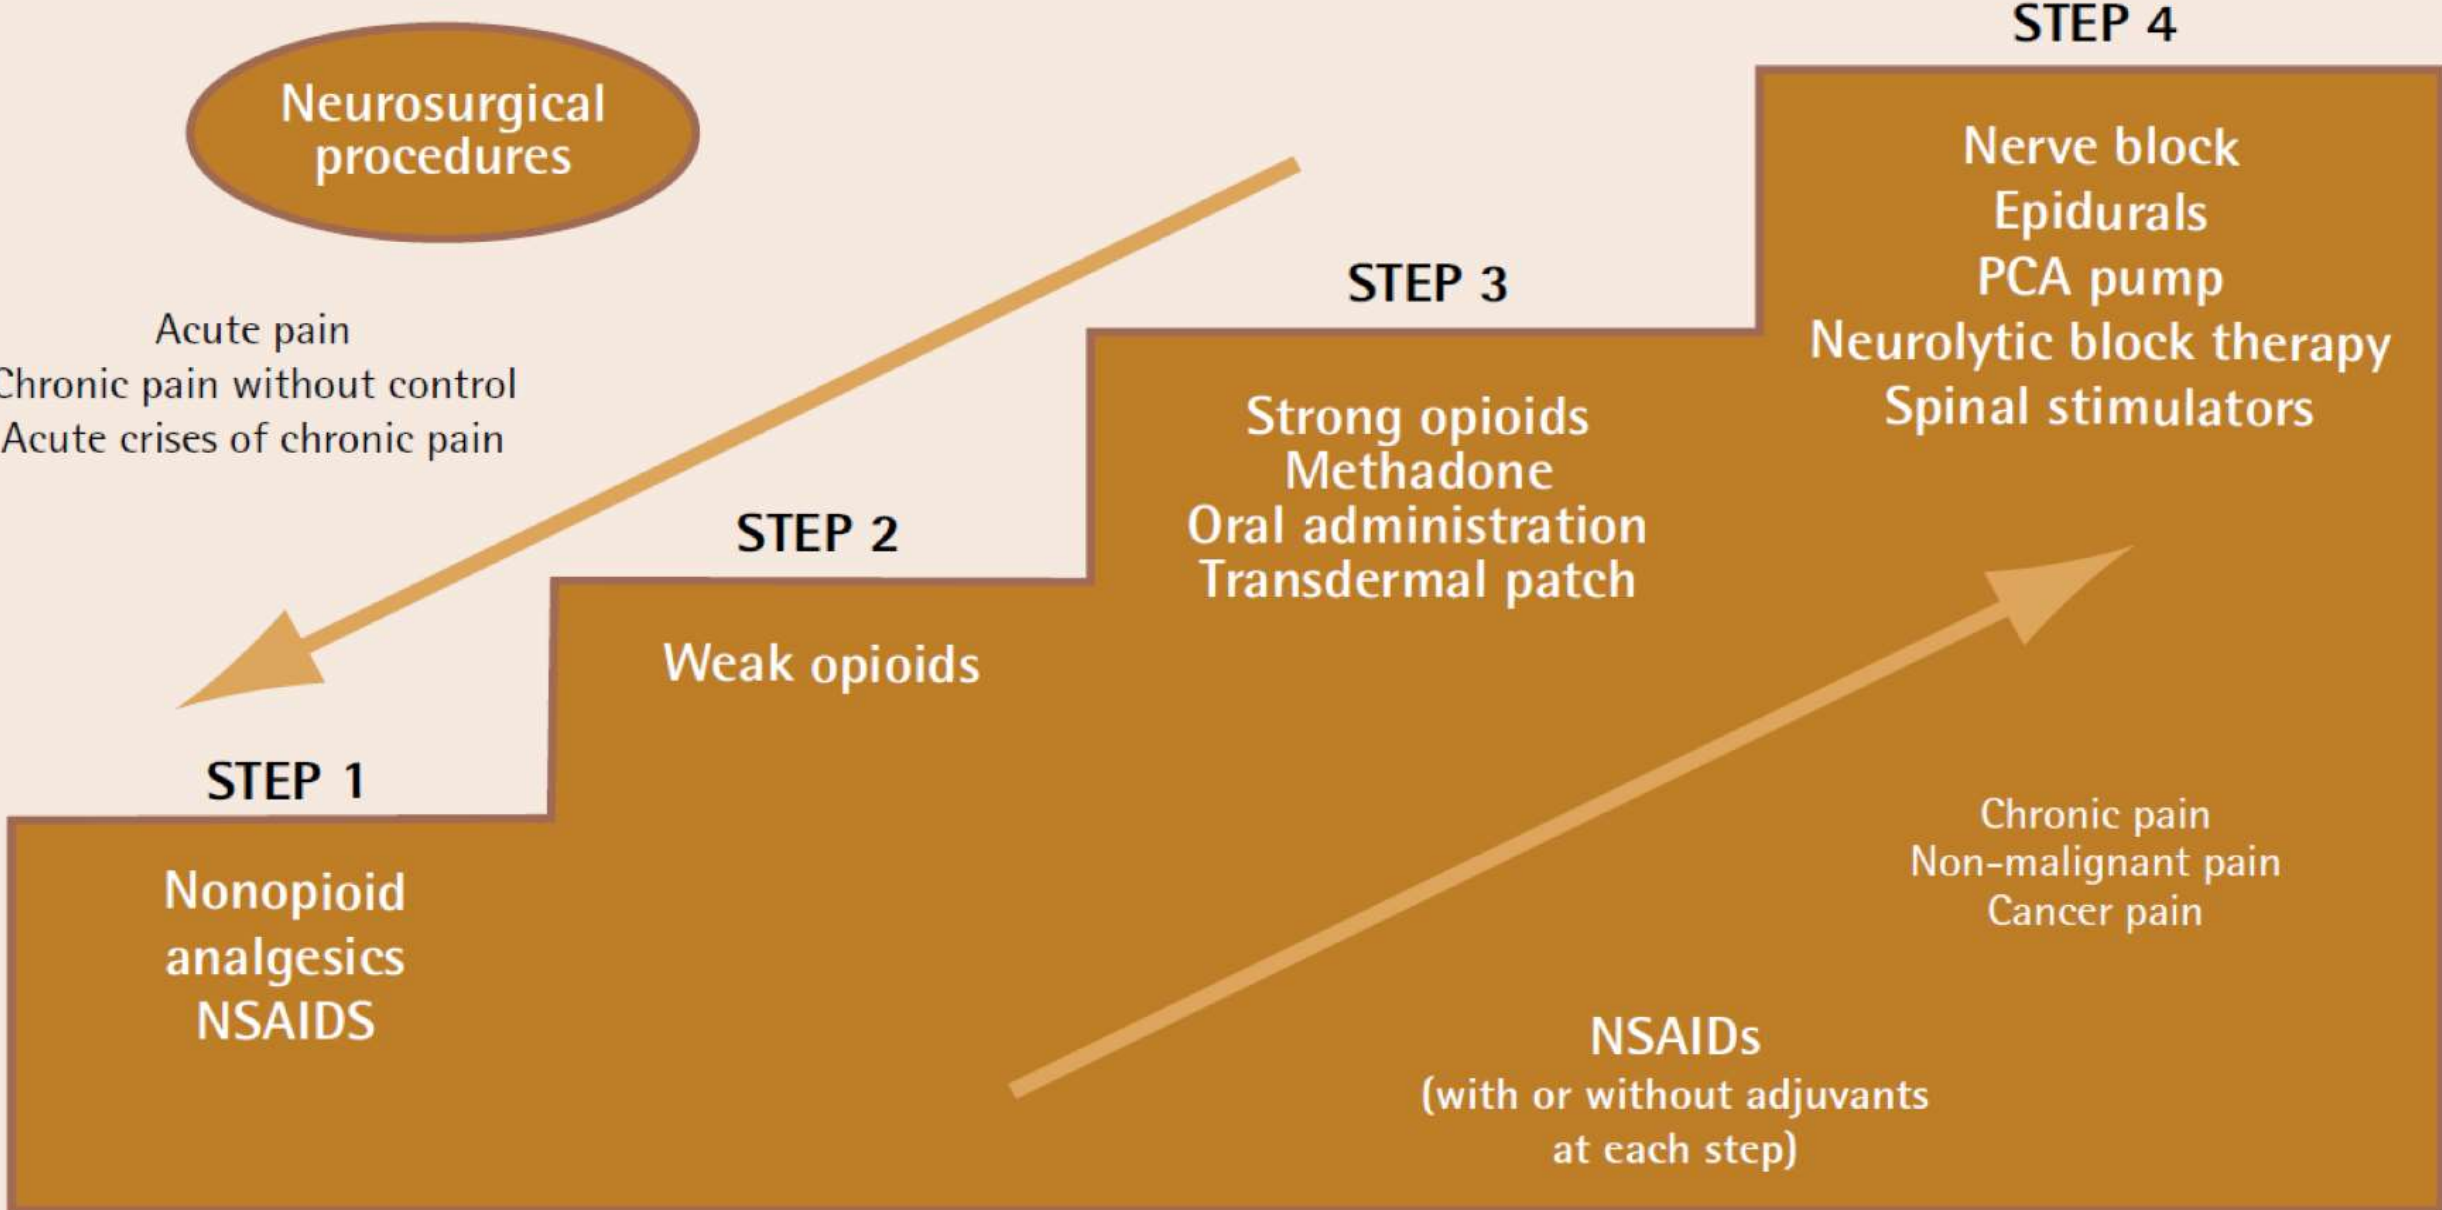 Neurosurgical
procedures
Acute pain
Chronic pain without control
Acute crises of chronic pain
STEP 1
Nonopioid
analgesics
NSAIDS
STEP 2
Weak opioids
STEP 3
Strong opioids
Methadone
Oral administration
Transdermal patch
STEP 4
Nerve block
Epidurals
PCA pump
Neurolytic block therapy
Spinal stimulators
Chronic pain
Non-malignant pain
Cancer pain
NSAIDs
(with or without adjuvants
at each step)